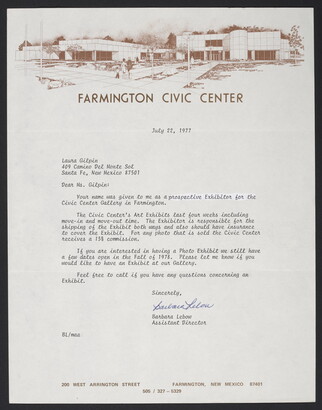 FARMINGTON CIVIC CENTER
July 22, 1977
Laura Gilpin
409 Camino Del Monte Sol
Santa Fe, New Mexico 87501
Dear Ms. Gilpin:
Your name was given to me as a prospective Exhibitor for the
Civic Center Gallery in Farmington.
The Civic Center's Art Exhibits last four weeks including
move-in and move-out time. The Exhibitor is responsible for the
shipping of the Exhibit both ways and also should have insurance
to cover the Exhibit. For any photo that is sold the Civic Center
receives a 15% commission.
If you are interested in having a Photo Exhibit we still have
a few dates open in the Fall of 1978. Please let me know if you
would like to have an Exhibit at our Gallery.
Feel free to call if you have any questions concerning an
Exhibit.
Sincerely,
Barbara Lebow
Barbara Lebow
Assistant Director
BL/mac
200 WEST ARRINGTON STREET FARMINGTON, NEW MEXICO 87401
505 / 327-0339